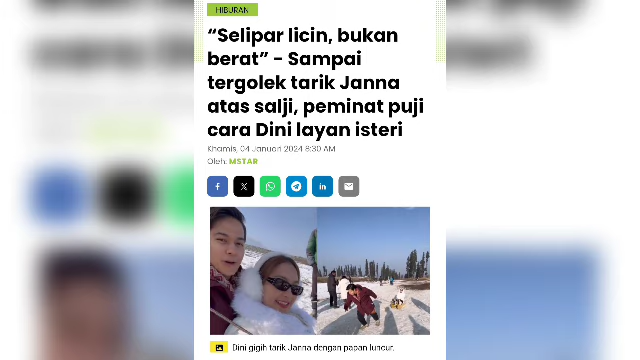 HIBURAN
“Selipar licin, bukan
berat” - Sampai
tergolek tarik Janna
atas salji, peminat puji
cara Dini layan isteri
Khamis, 04 Januari 2024 8:30 AM
Oleh: MSTAR
Dini gigih tarik Janna dengan papan luncur.